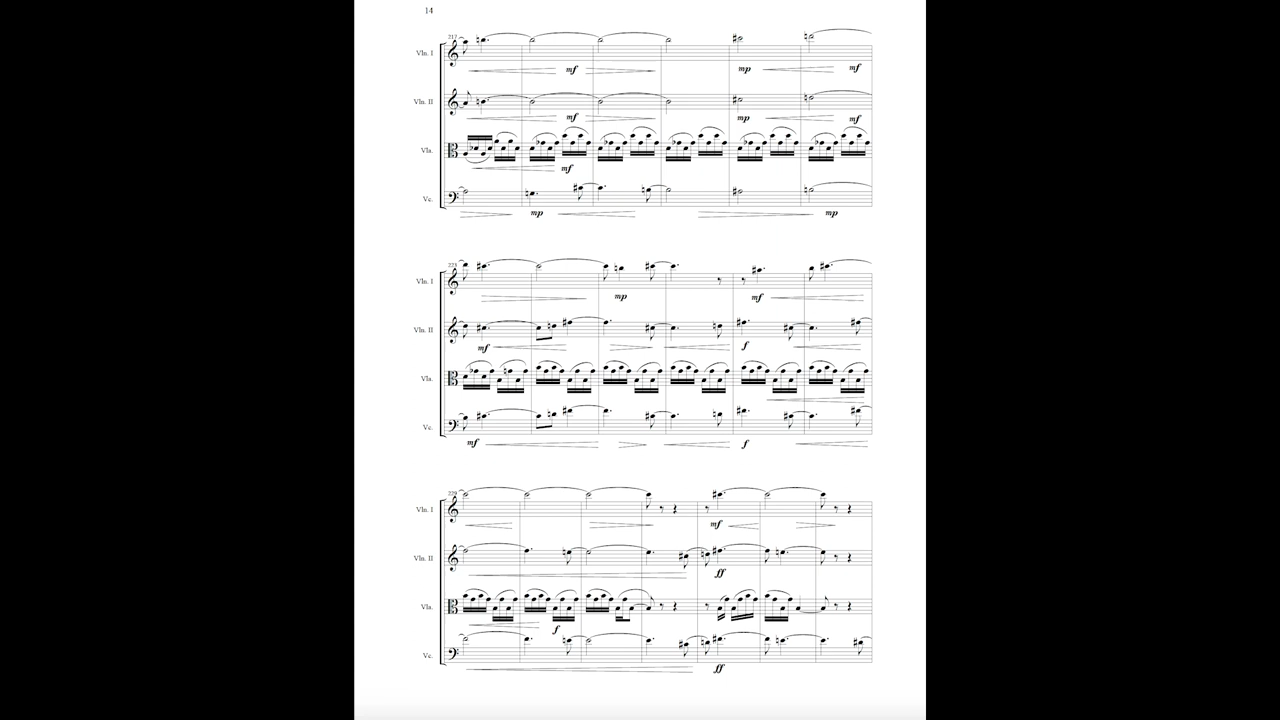 14
217
Vln. I
mf
mp
mf
Vln. II
mf
mp
mf
Vla.
mf
Vc.
mp
mp
223
Vln. I
mp
mf
Vln. II
mf
f
Vla.
Vc.
mf
f
229
Vln. I
mf
Vln. II
ff
Vla.
f
Vc.
ff